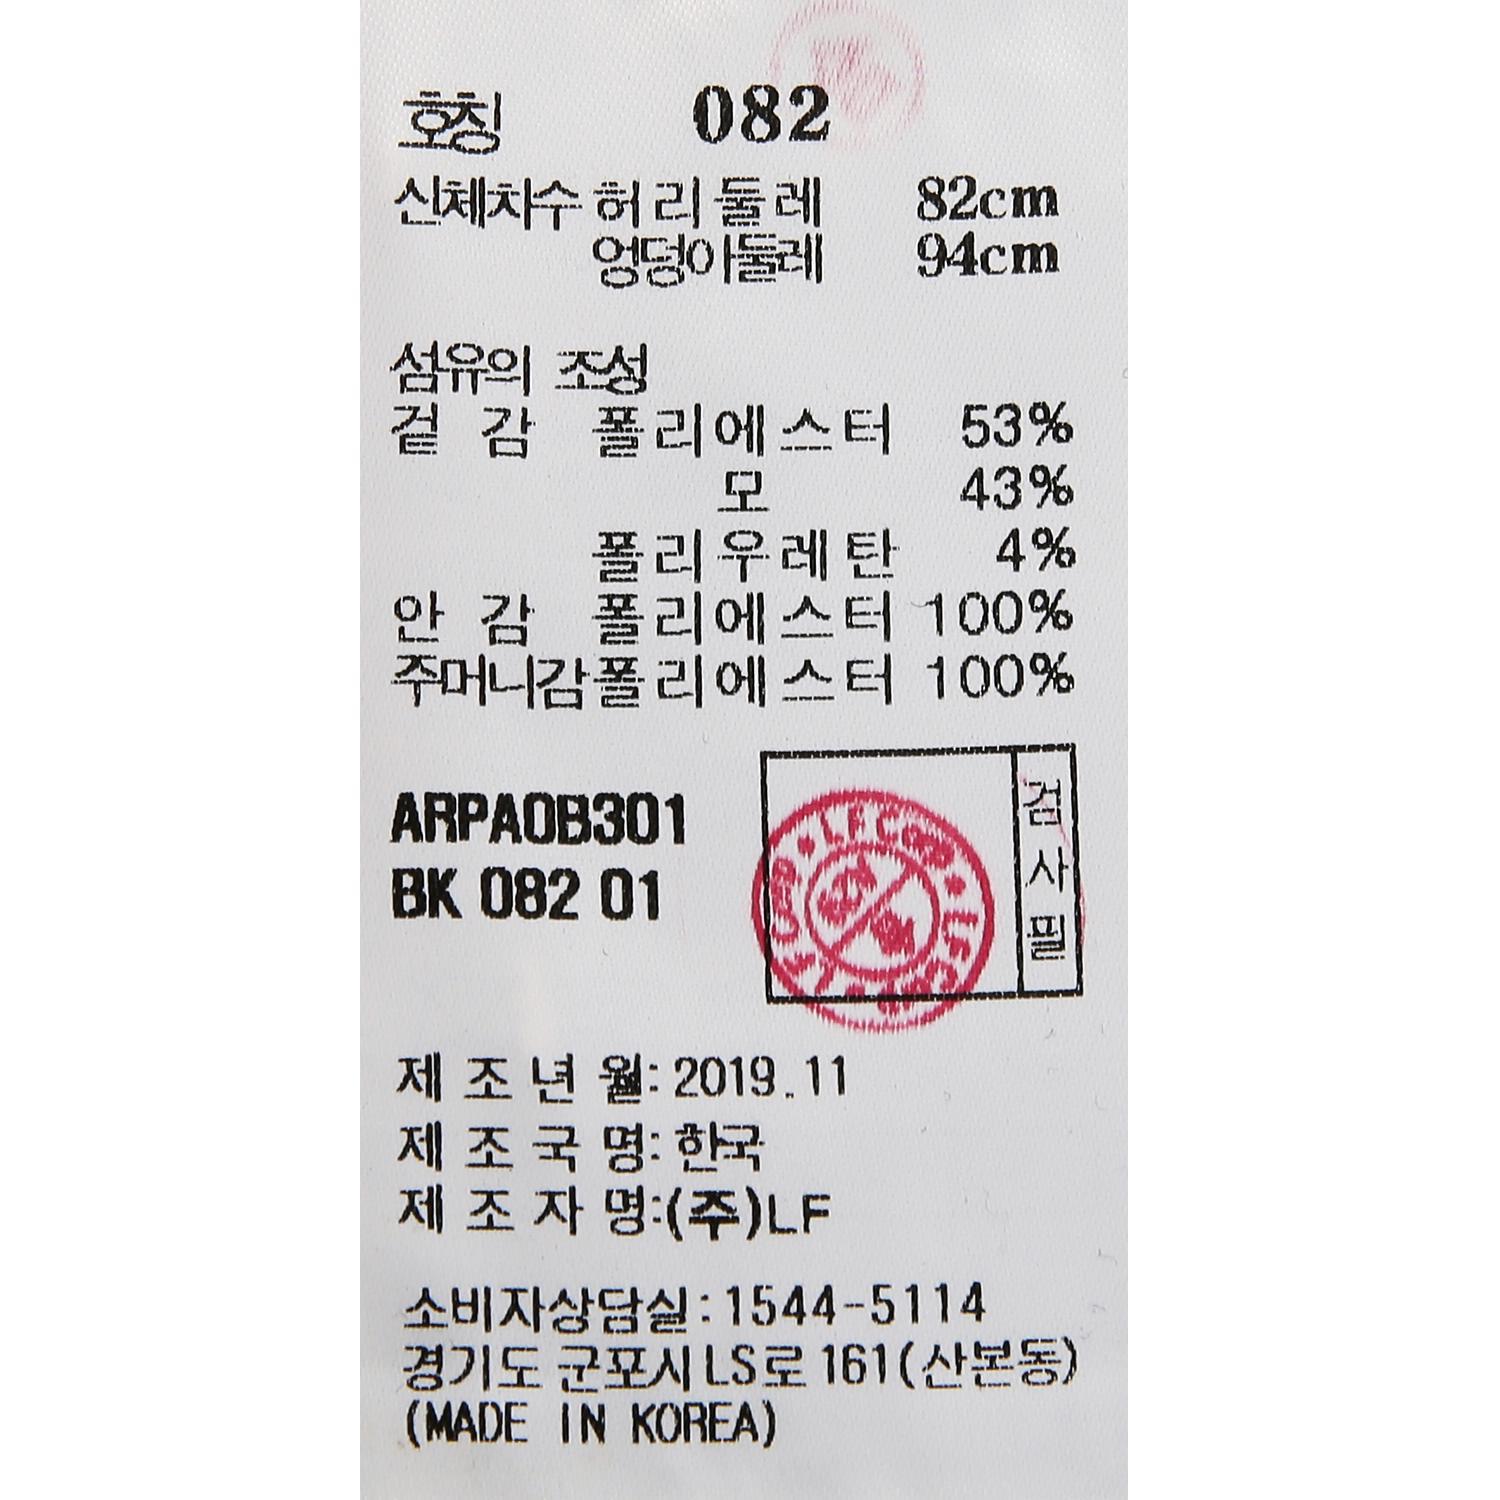 호칭 082
신체치수 허리둘레 82cm
엉덩이둘레 94cm
섬유의 조성
겉 감 폴리에스터 53%
모 43%
폴리우레탄 4%
안 감 폴리에스터 100%
주머니감 폴리에스터 100%
ARPA0B301
BK 082 01
검사필
LF Corp
제 조 년 월: 2019.11
제 조 국 명: 한국
제 조 자 명:(주)LF
소비자상담실:1544-5114
경기도 군포시 LS로 161(산본동)
(MADE IN KOREA)